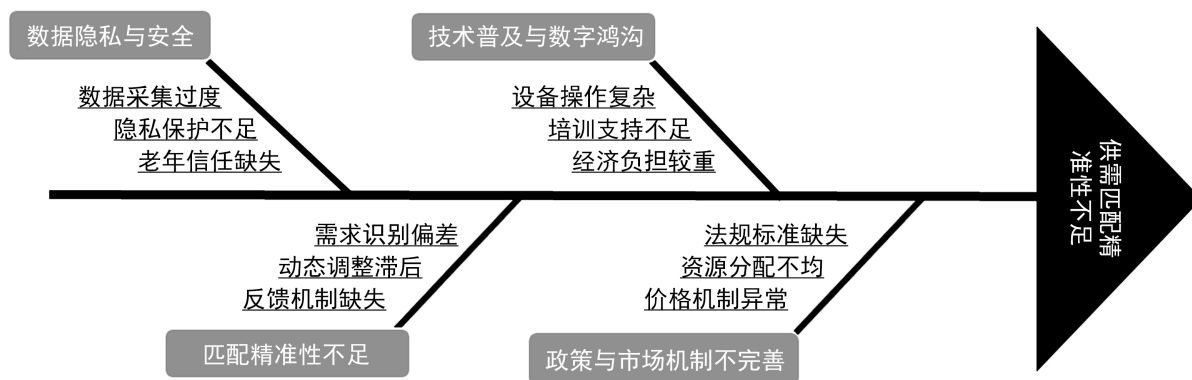 数据隐私与安全
数据采集过度
隐私保护不足
老年信任缺失
技术普及与数字鸿沟
设备操作复杂
培训支持不足
经济负担较重
需求识别偏差
动态调整滞后
反馈机制缺失
匹配精准性不足
法规标准缺失
资源分配不均
价格机制异常
政策与市场机制不完善
供需匹配精
准性不足